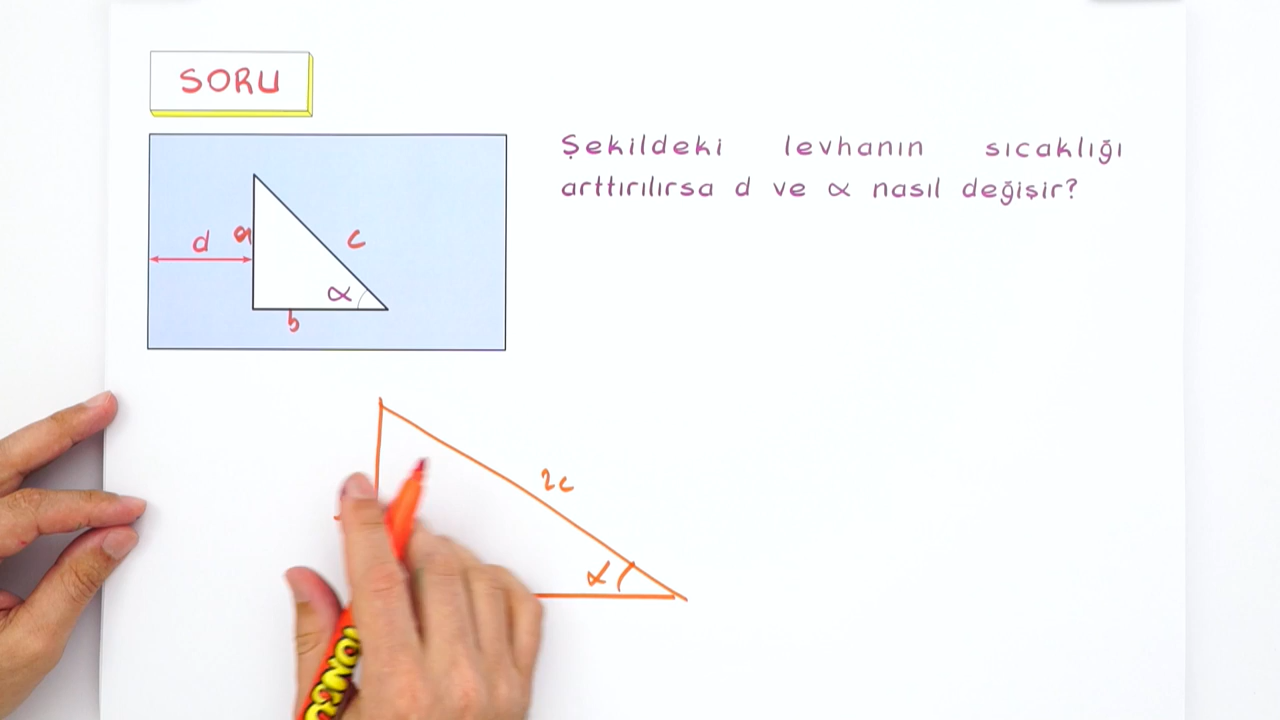 SORU
Şekildeki levhanın sıcaklığı
arttırılırsa d ve α nasıl değişir?
d a c
α
b
2c
α